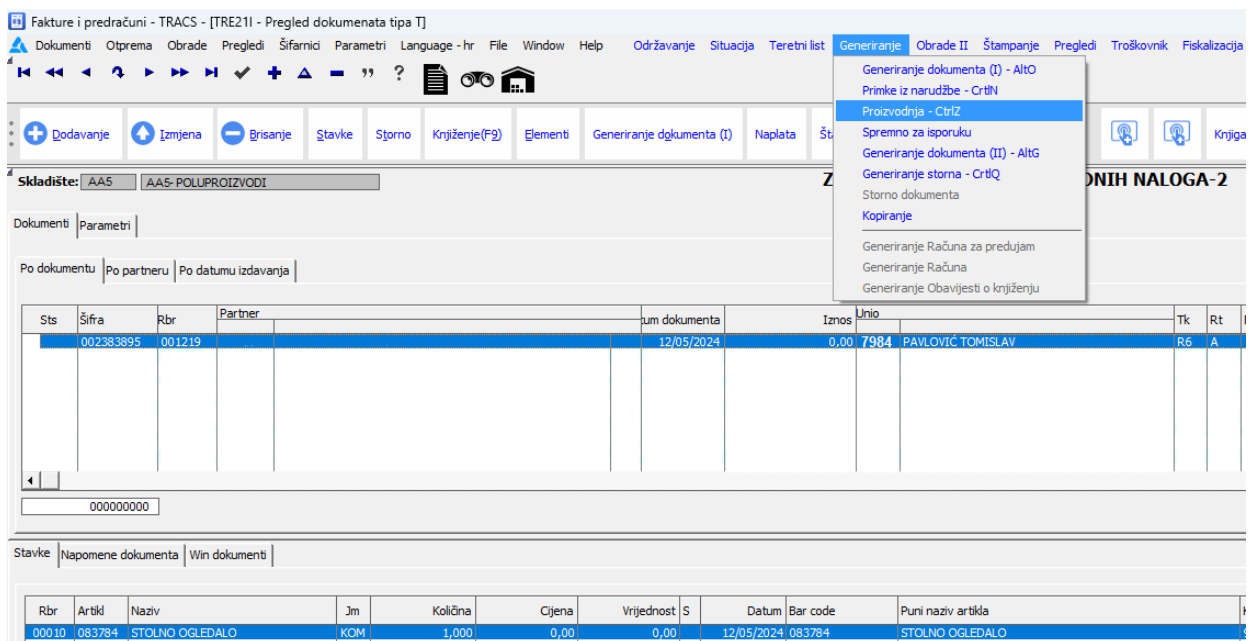 Fakture i predračuni - TRACS - [TRE21I - Pregled dokumenata tipa T]
Dokumenti Otprema Obrade Pregledi Šifarnici Parametri Language - hr File Window Help Održavanje Situacija Teretni list Generiranje Obrade II Štampanje Pregledi Troškovnik Fiskalizacija
Generiranje dokumenta (I) - AltO
Primke iz narudžbe - CrtlN
Proizvodnja - CtrlZ
Spremno za isporuku
Generiranje dokumenta (II) - AltG
Generiranje storna - CrtlQ
Storno dokumenta
Kopiranje
Generiranje Računa za predujam
Generiranje Računa
Generiranje Obavijesti o knjiženju
Dodavanje Izmjena Brisanje Stavke Storno Knjiženje(F9) Elementi Generiranje dokumenta (I) Naplata Knjiga
Skladište: AA5 AA5- POLUPROIZVODI NALOGA-2
Dokumenti Parametri
Po dokumentu Po partneru Po datumu izdavanja
Sts Šifra Rbr Partner tum dokumenta Iznos Unio Tk Rt
002383895 001219 12/05/2024 0,00 7984 PAVLOVIĆ TOMISLAV R6 A
000000000
Stavke Napomene dokumenta Win dokumenti
Rbr Artikl Naziv Jm Količina Cijena Vrijednost S Datum Bar code Puni naziv artikla
00010 083784 STOLNO OGLEDALO KOM 1,000 0,00 0,00 12/05/2024 083784 STOLNO OGLEDALO